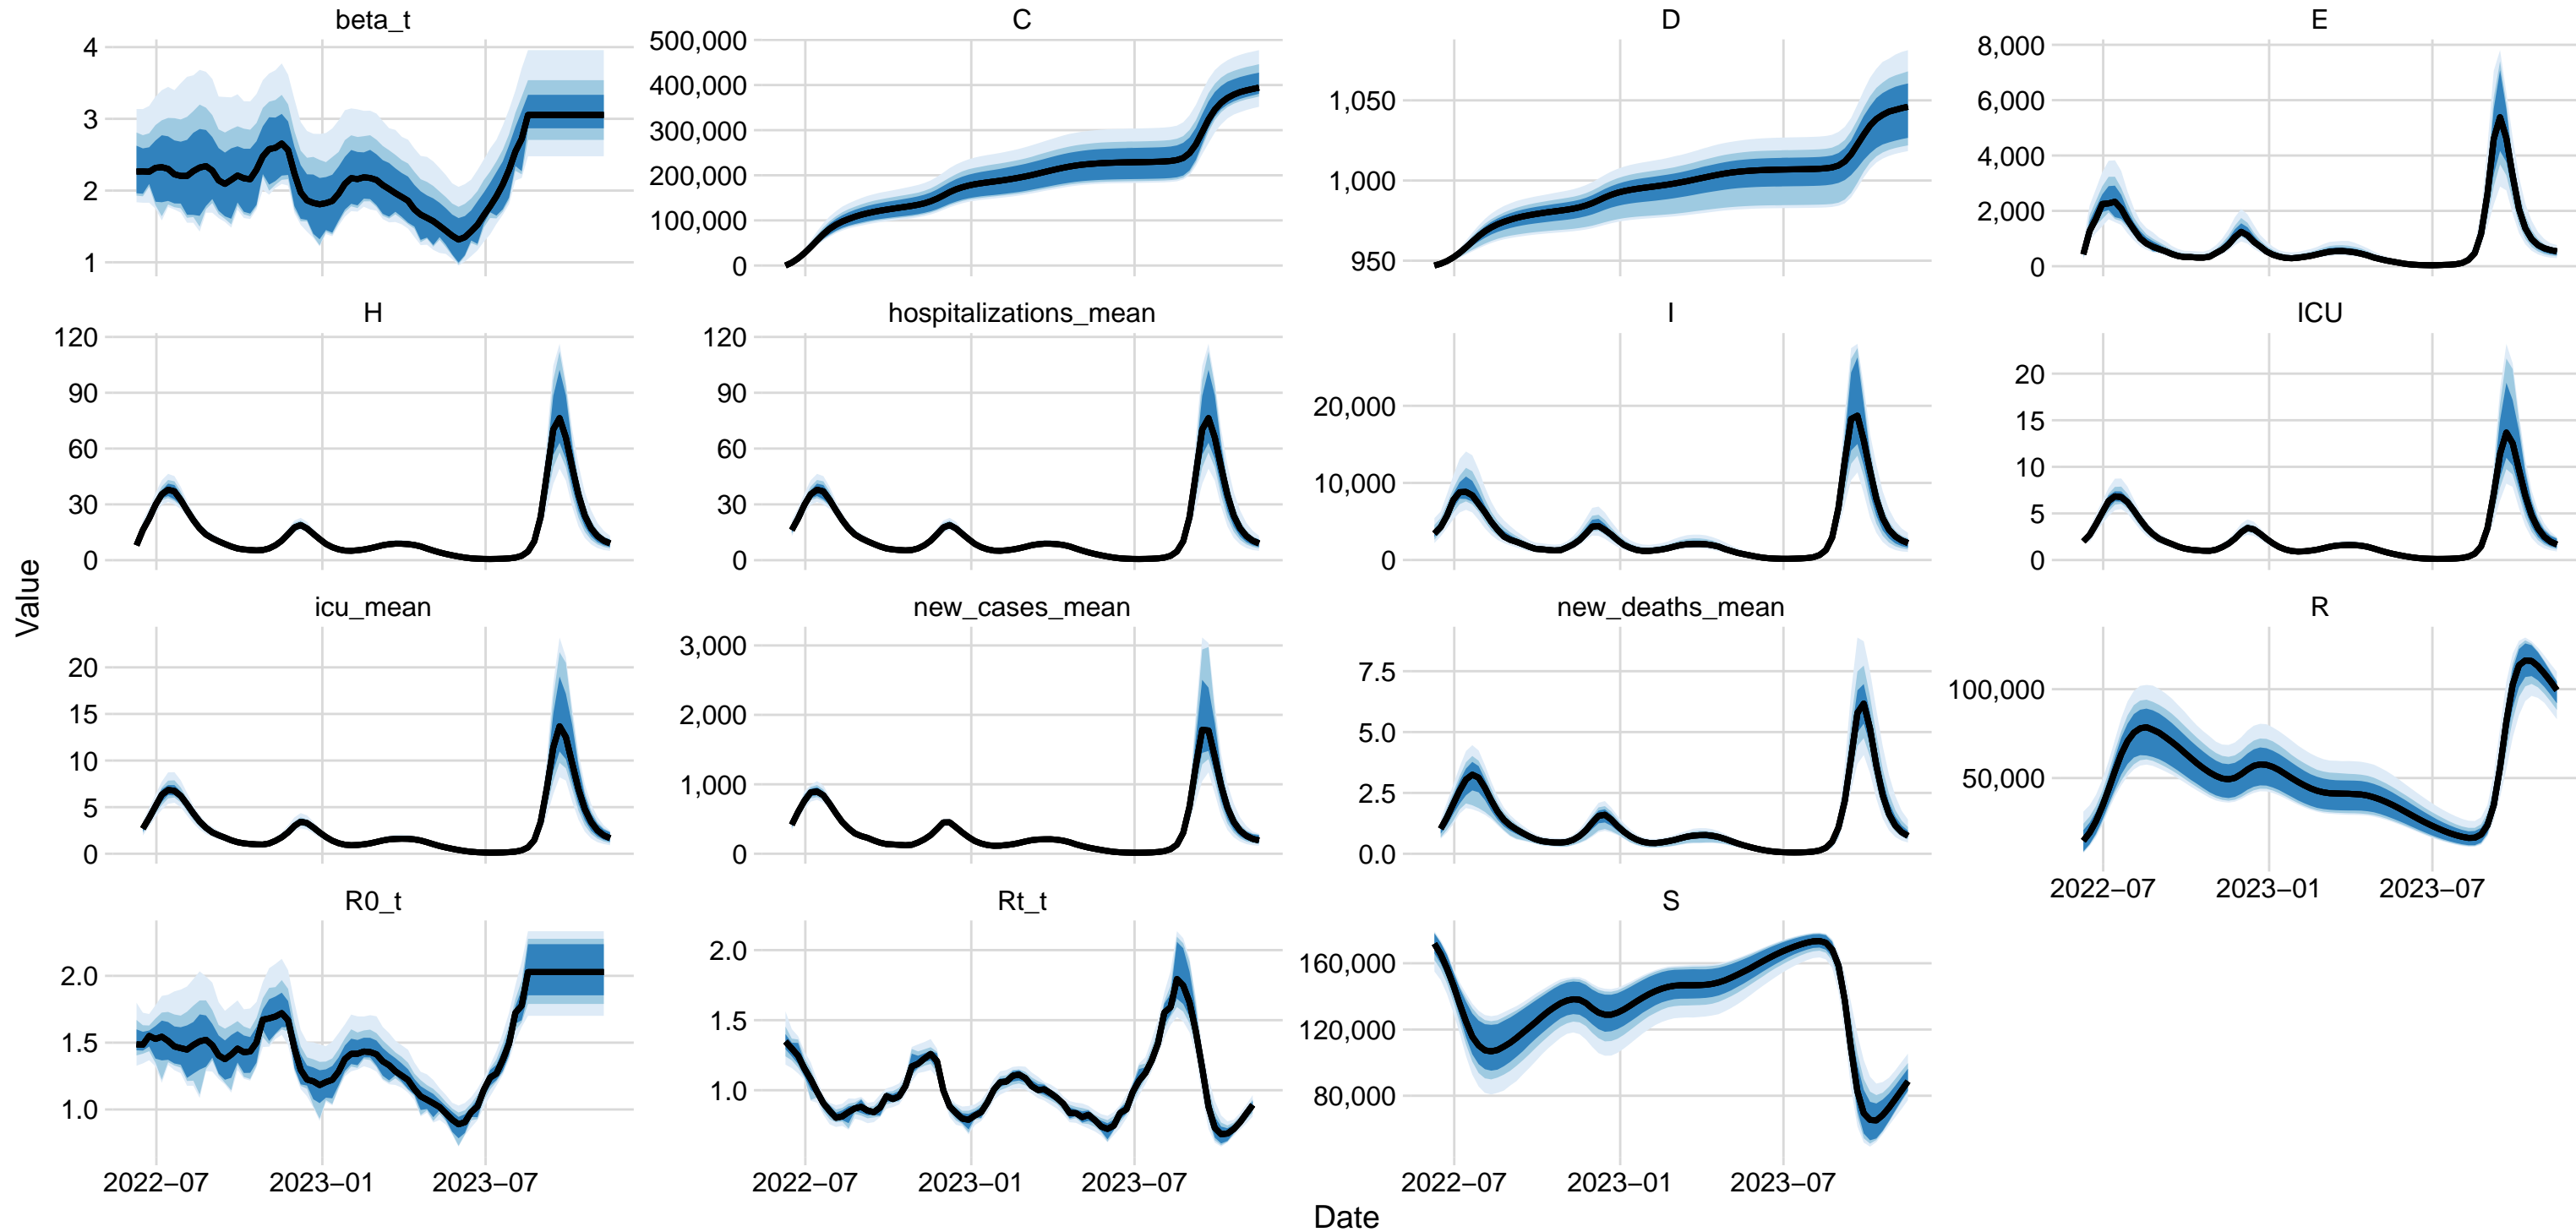 beta_t
4
3
2
1
C
500,000
400,000
300,000
200,000
100,000
0
D
1,050
1,000
950
E
8,000
6,000
4,000
2,000
0
H
120
90
60
30
0
hospitalizations_mean
120
90
60
30
0
I
20,000
10,000
0
ICU
20
15
10
5
0
Value
icu_mean
20
15
10
5
0
new_cases_mean
3,000
2,000
1,000
0
new_deaths_mean
7.5
5.0
2.5
0.0
R
100,000
50,000
2022−07 2023−01 2023−07
R0_t
2.0
1.5
1.0
2022−07 2023−01 2023−07
Rt_t
2.0
1.5
1.0
2022−07 2023−01 2023−07
S
160,000
120,000
80,000
2022−07 2023−01 2023−07
Date